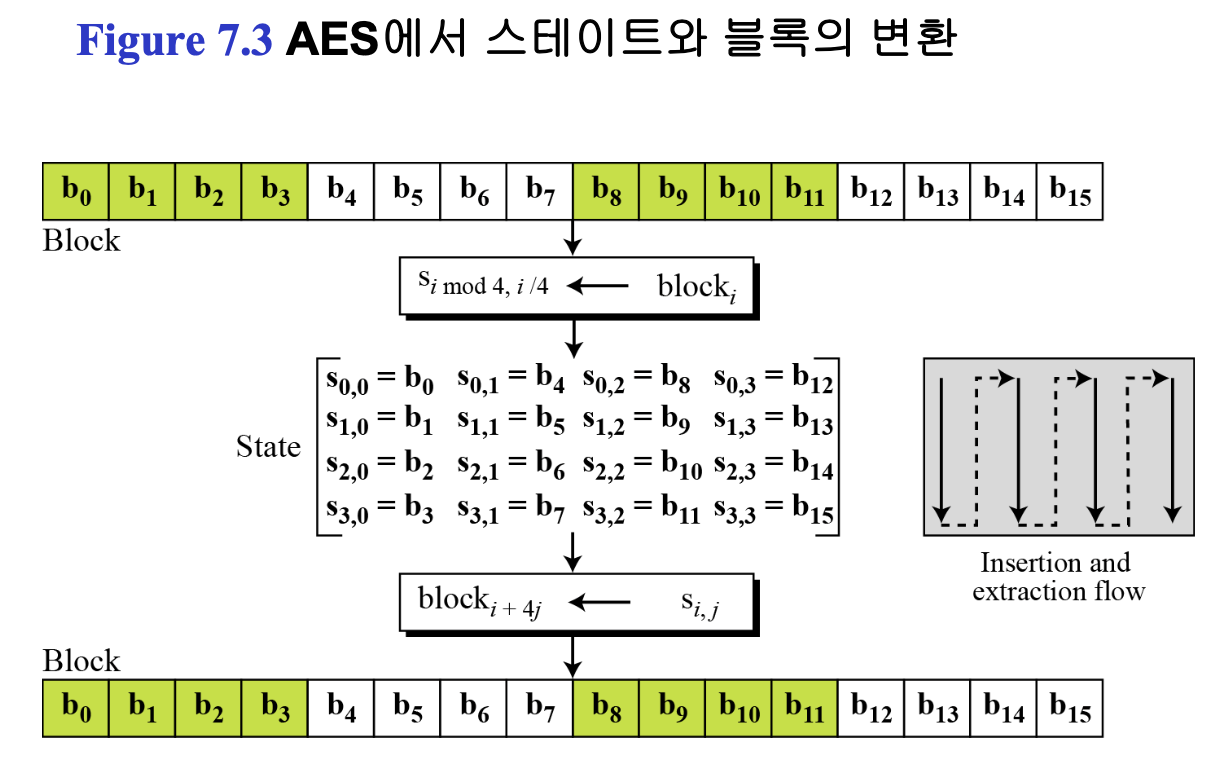 Figure 7.3 AES에서 스테이트와 블록의 변환
b0 b1 b2 b3 b4 b5 b6 b7 b8 b9 b10 b11 b12 b13 b14 b15
Block
si mod 4, i /4 ← blocki
s0,0 = b0 s0,1 = b4 s0,2 = b8 s0,3 = b12
s1,0 = b1 s1,1 = b5 s1,2 = b9 s1,3 = b13
State
s2,0 = b2 s2,1 = b6 s2,2 = b10 s2,3 = b14
s3,0 = b3 s3,1 = b7 s3,2 = b11 s3,3 = b15
Insertion and
extraction flow
blocki + 4j ← si, j
Block
b0 b1 b2 b3 b4 b5 b6 b7 b8 b9 b10 b11 b12 b13 b14 b15